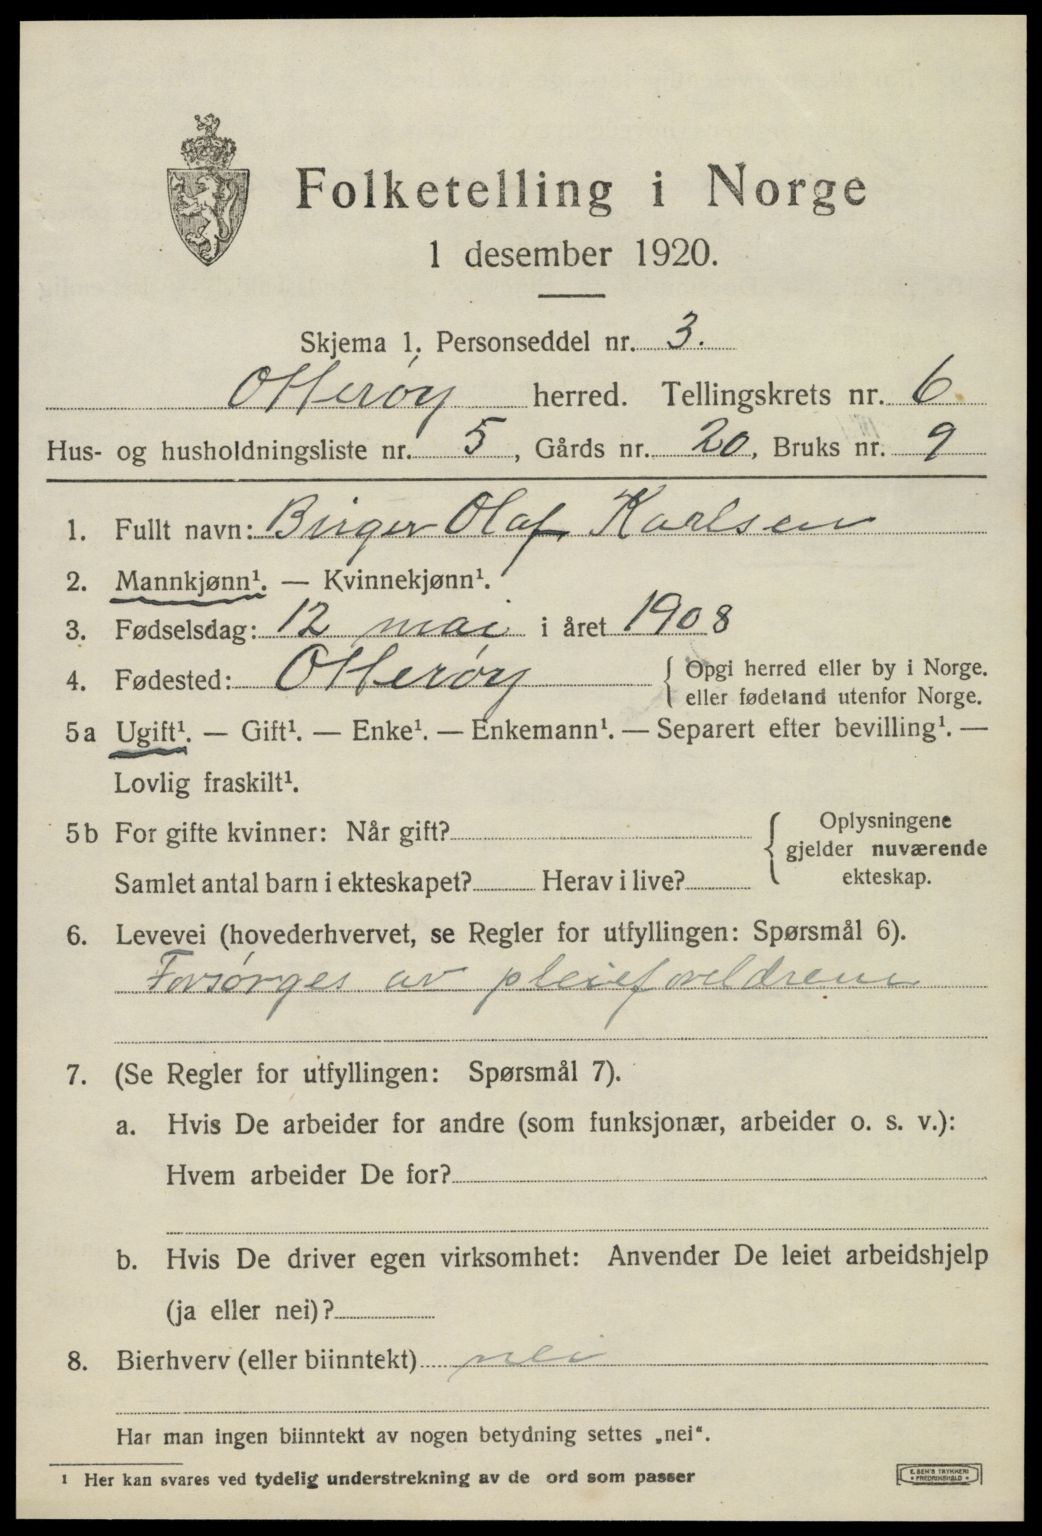 Folketelling i Norge
1 desember 1920.
Skjema 1. Personseddel nr. 3.
Otterøy herred. Tellingskrets nr. 6
Hus- og husholdningsliste nr. 5, Gårds nr. 20, Bruks nr. 9
1. Fullt navn: Birger Olaf Karlsen
2. Mannkjønn¹. — Kvinnekjønn¹.
3. Fødselsdag: 12 mai i året 1908
4. Fødested: Otterøy { Opgi herred eller by i Norge.
eller fødeland utenfor Norge.
5a Ugift¹. — Gift¹. — Enke¹. — Enkemann¹. — Separert efter bevilling¹. —
Lovlig fraskilt¹.
5b For gifte kvinner: Når gift?
Samlet antal barn i ekteskapet? Herav i live?
{ Oplysningene
gjelder nuværende
ekteskap.
6. Levevei (hovederhvervet, se Regler for utfyllingen: Spørsmål 6).
Forsørges av pleieforeldrene
7. (Se Regler for utfyllingen: Spørsmål 7).
a. Hvis De arbeider for andre (som funksjonær, arbeider o. s. v.):
Hvem arbeider De for?
b. Hvis De driver egen virksomhet: Anvender De leiet arbeidshjelp
(ja eller nei)?
8. Bierhverv (eller biinntekt) nei
Har man ingen biinntekt av nogen betydning settes „nei“.
¹ Her kan svares ved tydelig understrekning av de ord som passer
E. SEM'S TRYKKERI
FREDRIKSHALD